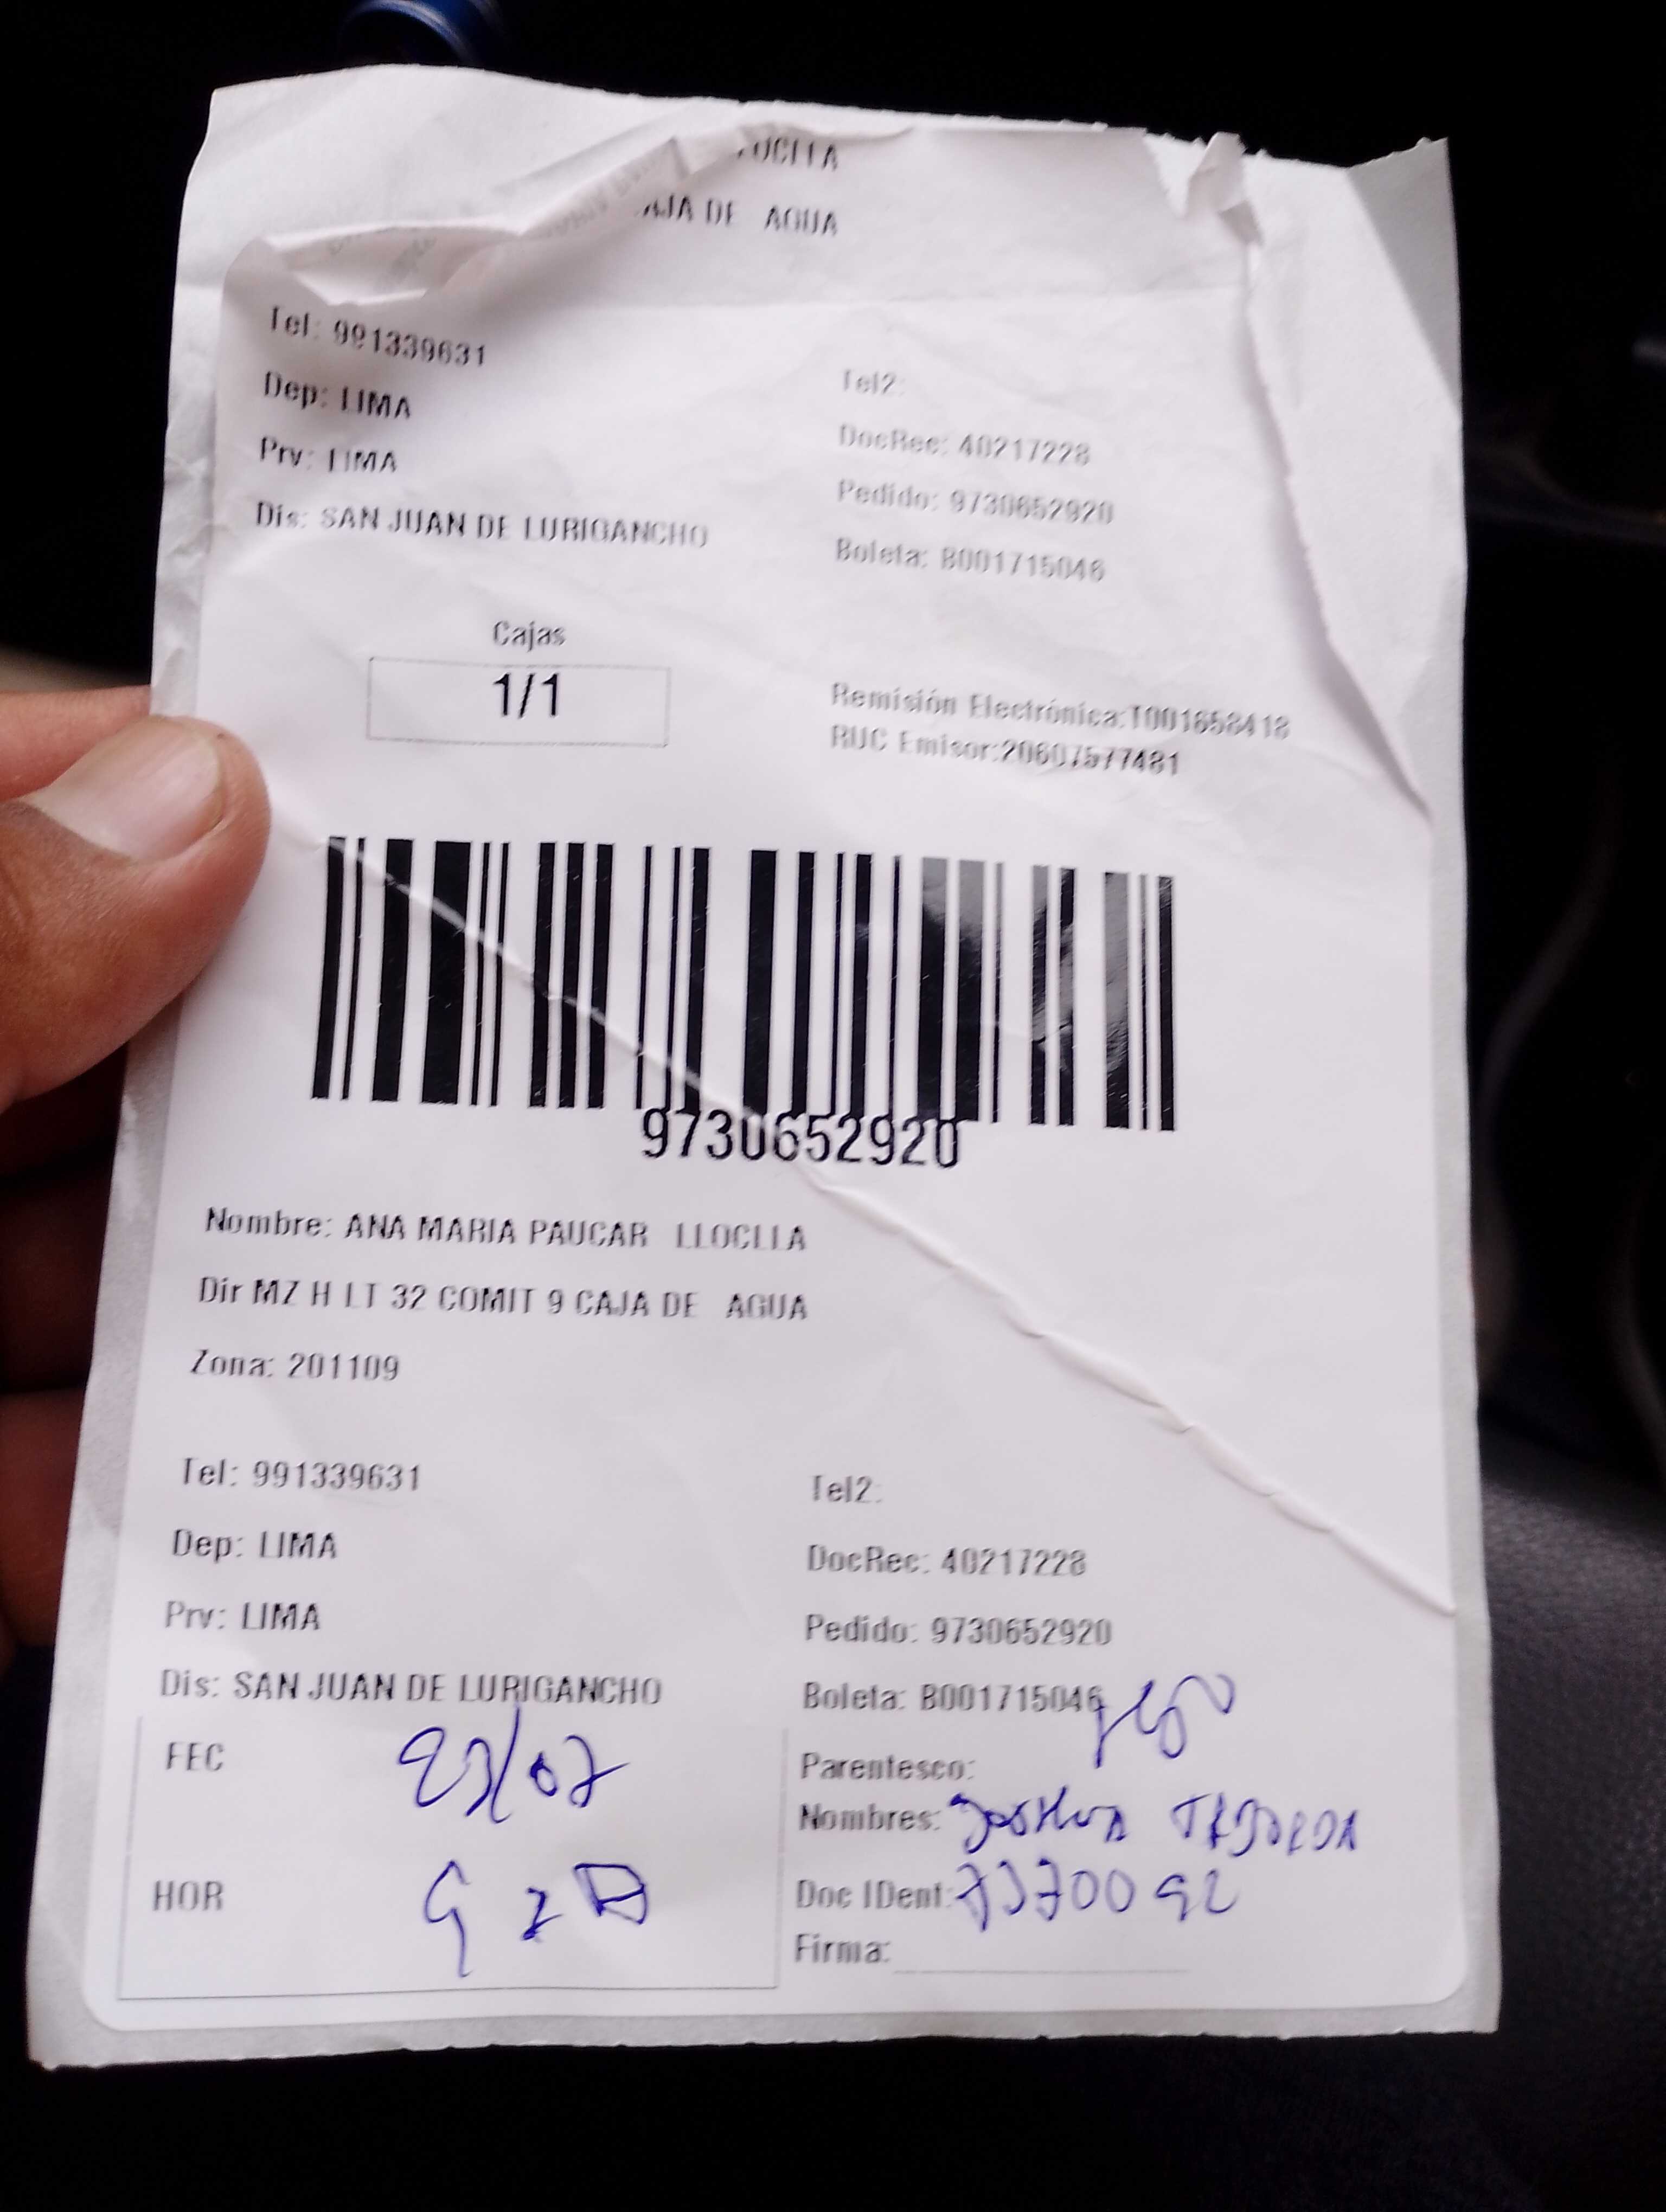 AJA DE AGUA
Tel: 991339631
Dep: LIMA
Prv: LIMA
Dis: SAN JUAN DE LURIGANCHO
Tel2:
DocRec: 40217228
Pedido: 9730652920
Boleta: B001715046
Cajas
1/1
Remisión Electrónica:T001658418
RUC Emisor:20607577481
9730652920
Nombre: ANA MARIA PAUCAR LLOCLLA
Dir MZ H LT 32 COMIT 9 CAJA DE AGUA
Zona: 201109
Tel: 991339631
Dep: LIMA
Prv: LIMA
Dis: SAN JUAN DE LURIGANCHO
Tel2:
DocRec: 40217228
Pedido: 9730652920
Boleta: B001715046
FEC
HOR
Parentesco:
Nombres:
Doc IDent:
Firma: